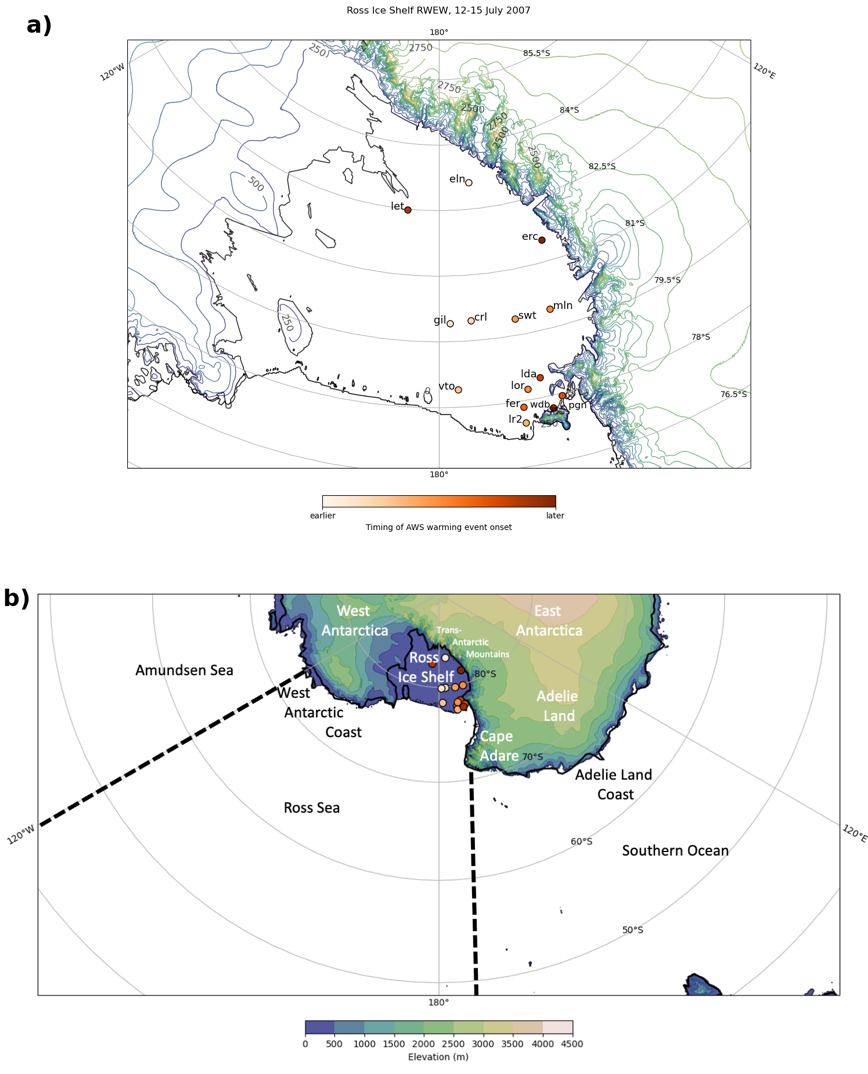 Ross Ice Shelf RWEW, 12-15 July 2007
a)
180°
120°W
120°E
85.5°S
84°S
82.5°S
81°S
79.5°S
78°S
76.5°S
250
2750
2750
2500
2750
2500
500
250
250
eln
let
erc
gil
crl
swt
mln
vto
lda
lor
fer
wdb
pgn
lr2
180°
earlier
later
Timing of AWS warming event onset
b)
West
Antarctica
East
Antarctica
Trans-
Antarctic
Mountains
Ross
Ice Shelf
80°S
Amundsen Sea
West
Antarctic
Coast
Adelie
Land
Cape
Adare
70°S
Adelie Land
Coast
Ross Sea
120°W
120°E
60°S
Southern Ocean
50°S
180°
0 500 1000 1500 2000 2500 3000 3500 4000 4500
Elevation (m)